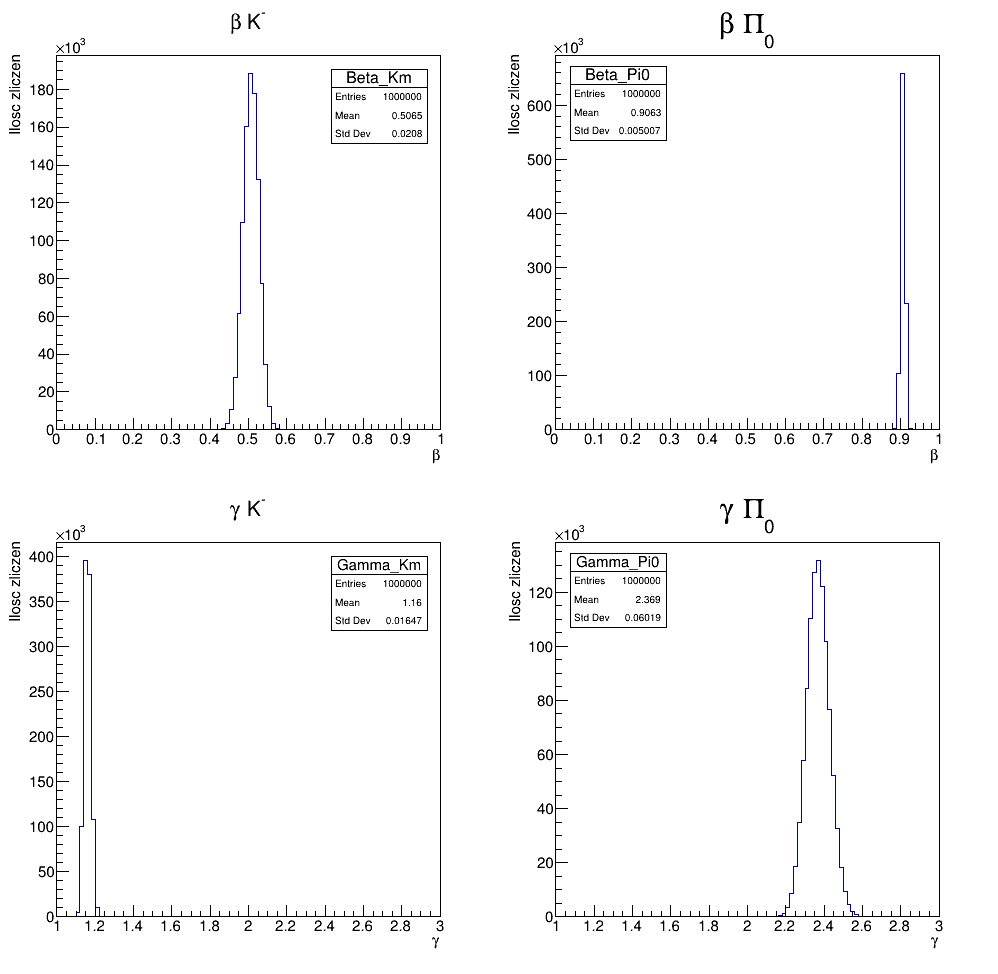 β K⁻
×10³
Ilosc zliczen
180
160
140
120
100
80
60
40
20
0
0 0.1 0.2 0.3 0.4 0.5 0.6 0.7 0.8 0.9 1
β
Beta_Km
Entries 1000000
Mean 0.5065
Std Dev 0.0208
β Π₀
×10³
Ilosc zliczen
600
500
400
300
200
100
0
0 0.1 0.2 0.3 0.4 0.5 0.6 0.7 0.8 0.9 1
β
Beta_Pi0
Entries 1000000
Mean 0.9063
Std Dev 0.005007
γ K⁻
×10³
Ilosc zliczen
400
350
300
250
200
150
100
50
0
1 1.2 1.4 1.6 1.8 2 2.2 2.4 2.6 2.8 3
γ
Gamma_Km
Entries 1000000
Mean 1.16
Std Dev 0.01647
γ Π₀
×10³
Ilosc zliczen
120
100
80
60
40
20
0
1 1.2 1.4 1.6 1.8 2 2.2 2.4 2.6 2.8 3
γ
Gamma_Pi0
Entries 1000000
Mean 2.369
Std Dev 0.06019